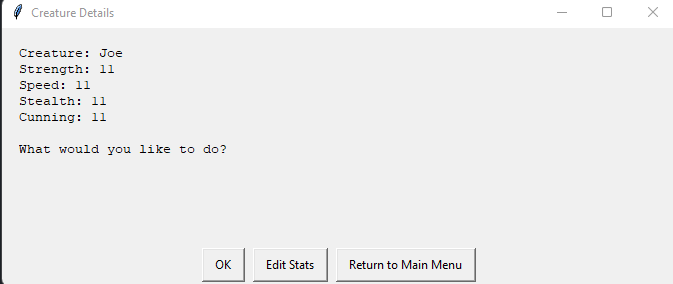 Creature Details
Creature: Joe
Strength: 11
Speed: 11
Stealth: 11
Cunning: 11
What would you like to do?
OK
Edit Stats
Return to Main Menu